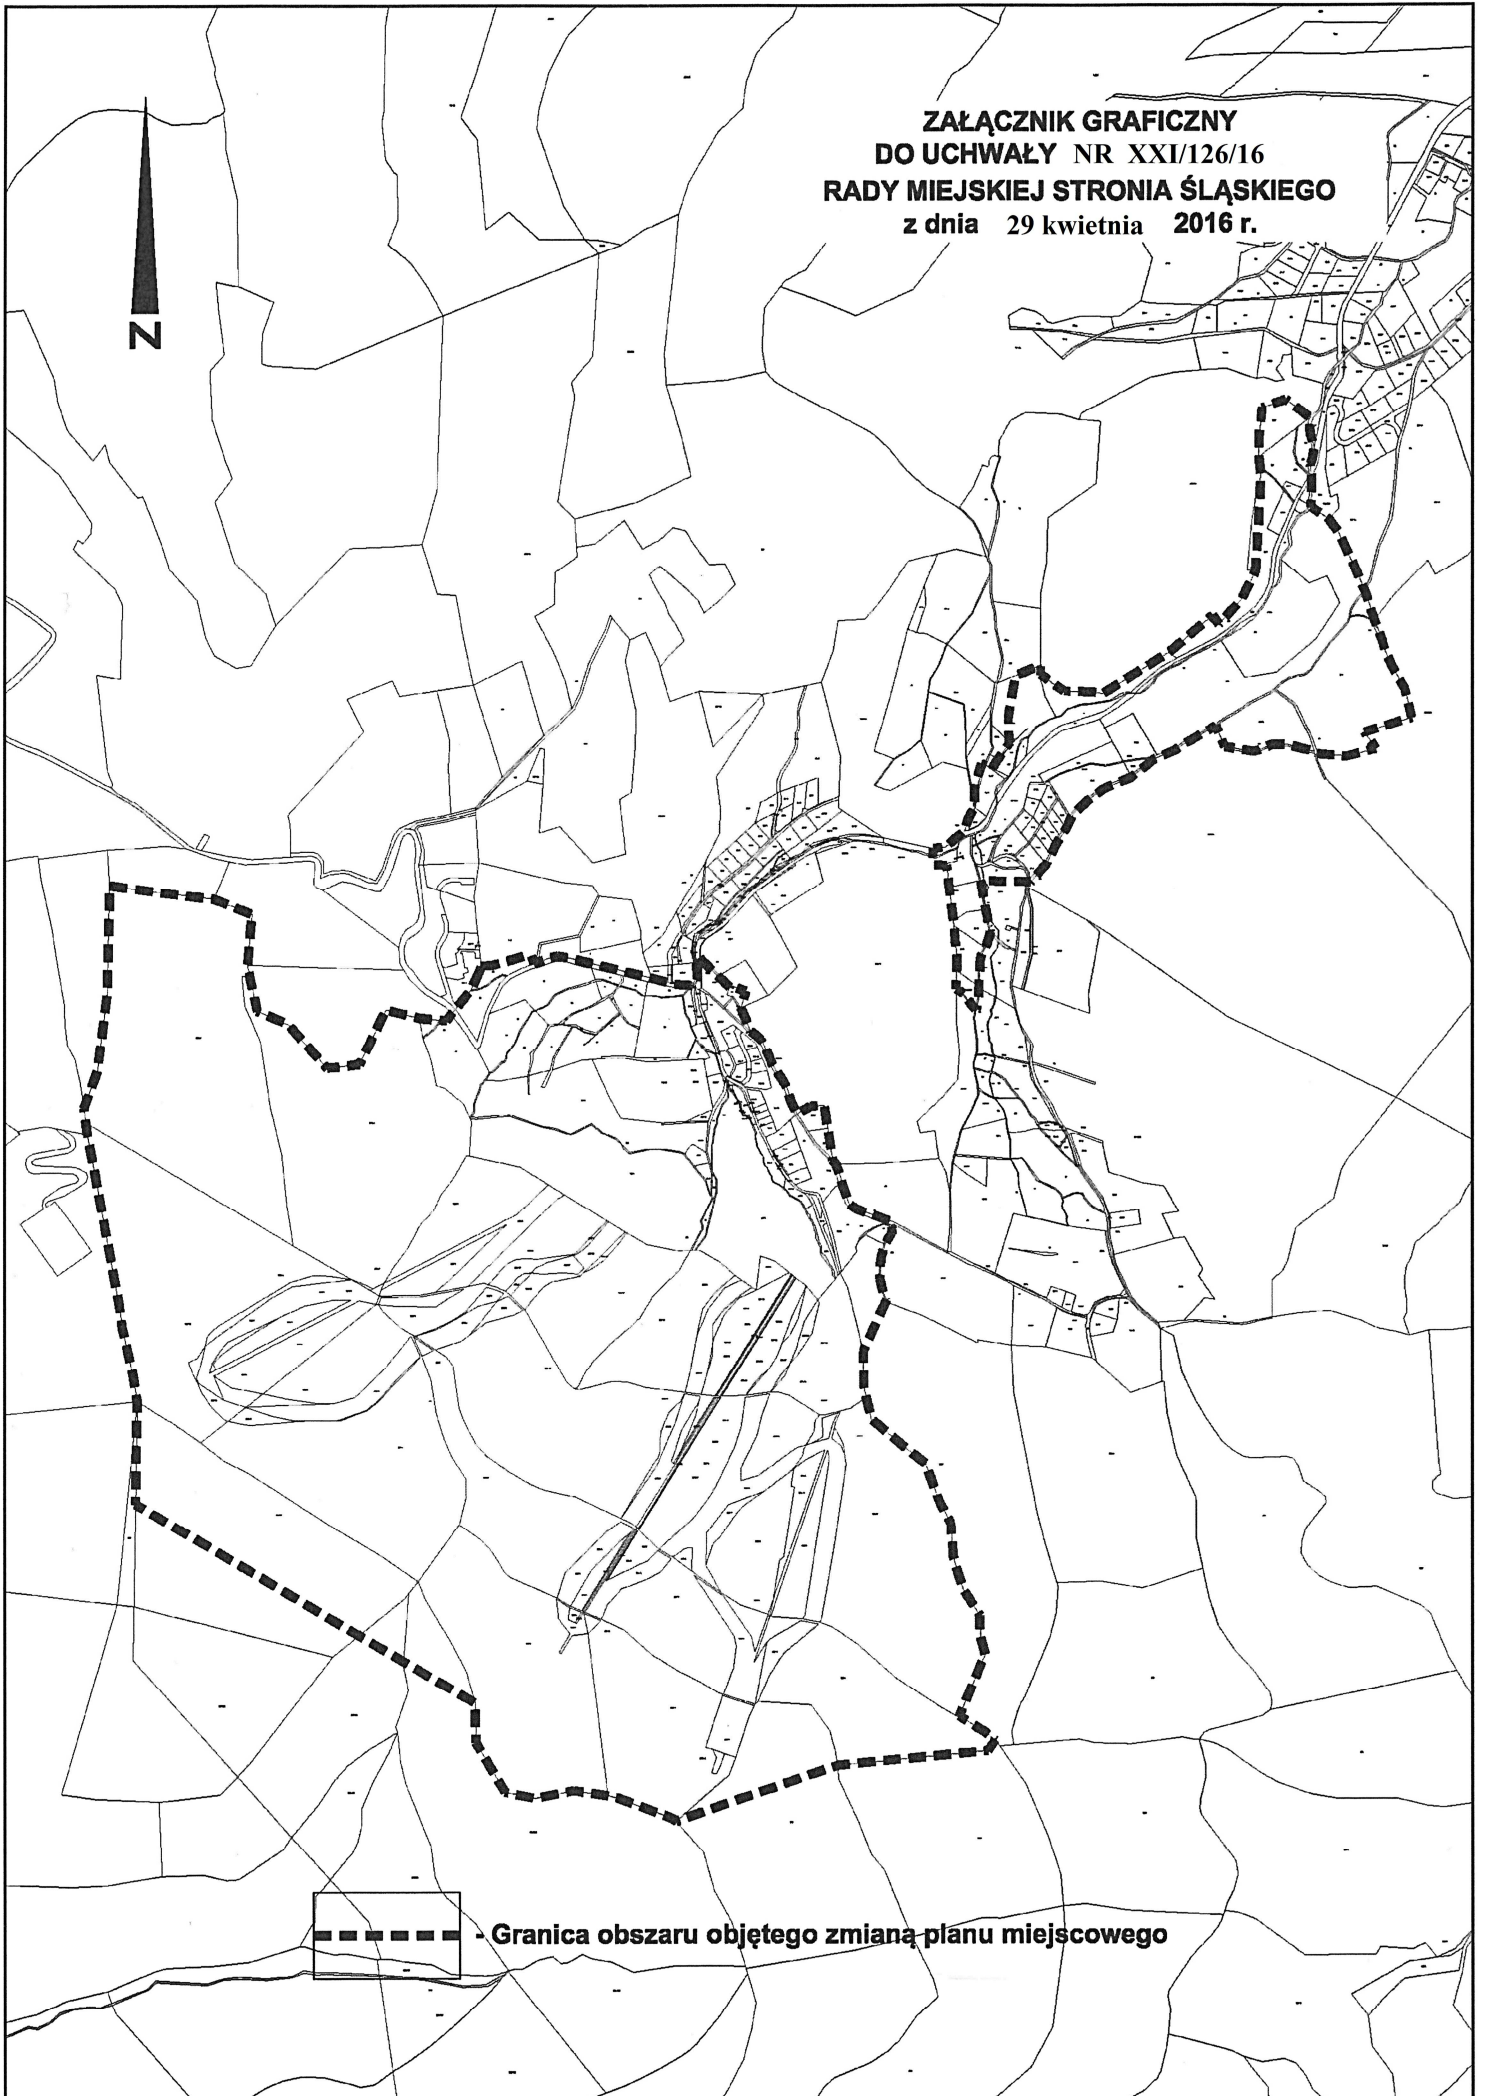 ZAŁĄCZNIK GRAFICZNY
DO UCHWAŁY NR XXI/126/16
RADY MIEJSKIEJ STRONIA ŚLĄSKIEGO
z dnia 29 kwietnia 2016 r.
N
- Granica obszaru objętego zmianą planu miejscowego